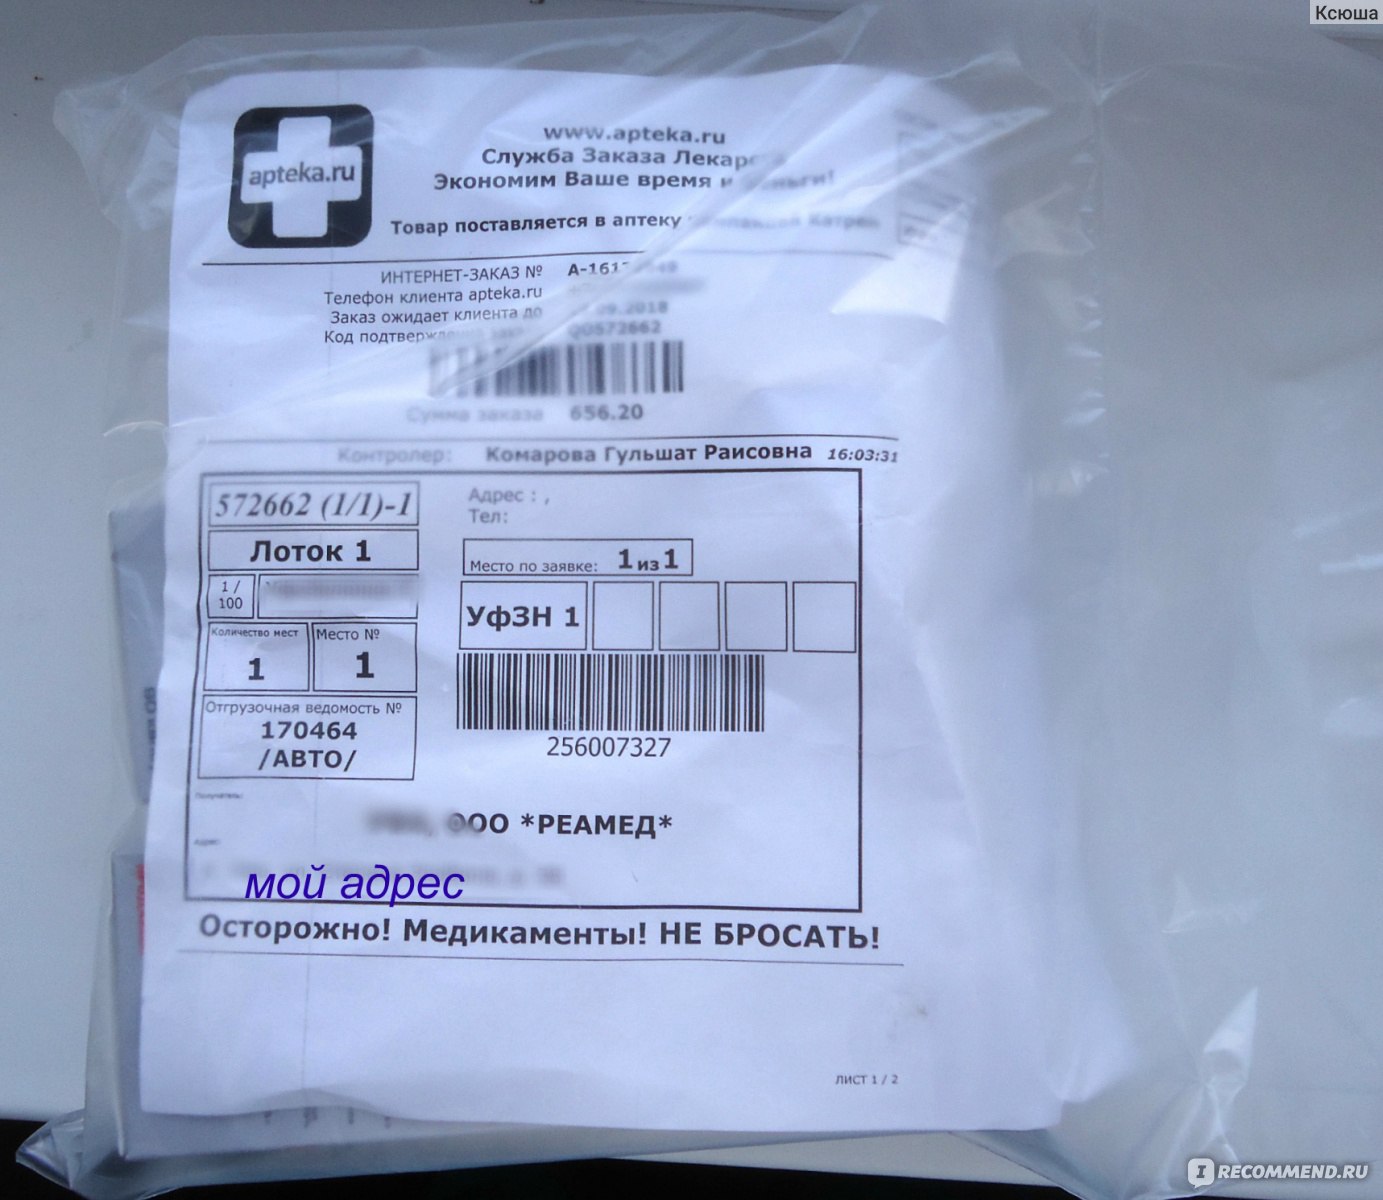 Ксюша
apteka.ru
www.apteka.ru
Служба Заказа
Экономим Ваше время и
Товар поставляется в аптеку
ИНТЕРНЕТ-ЗАКАЗ №
Телефон клиента apteka.ru
Заказ ожидает клиента до 09.2018
Код
Сумма заказа 656.20
Контролер: Комарова Гульшат Раисовна 16:03:31
572662 (1/1)-1
Адрес : ,
Тел:
Лоток 1
Место по заявке: 1 из 1
1 /
100
УфЗН 1
Количество мест
1
Место №
1
Отгрузочная ведомость №
170464
/АВТО/
256007327
Получатель:
ООО *РЕАМЕД*
Адрес:
мой адрес
Осторожно! Медикаменты! НЕ БРОСАТЬ!
ЛИСТ 1 / 2
I RECOMMEND.RU